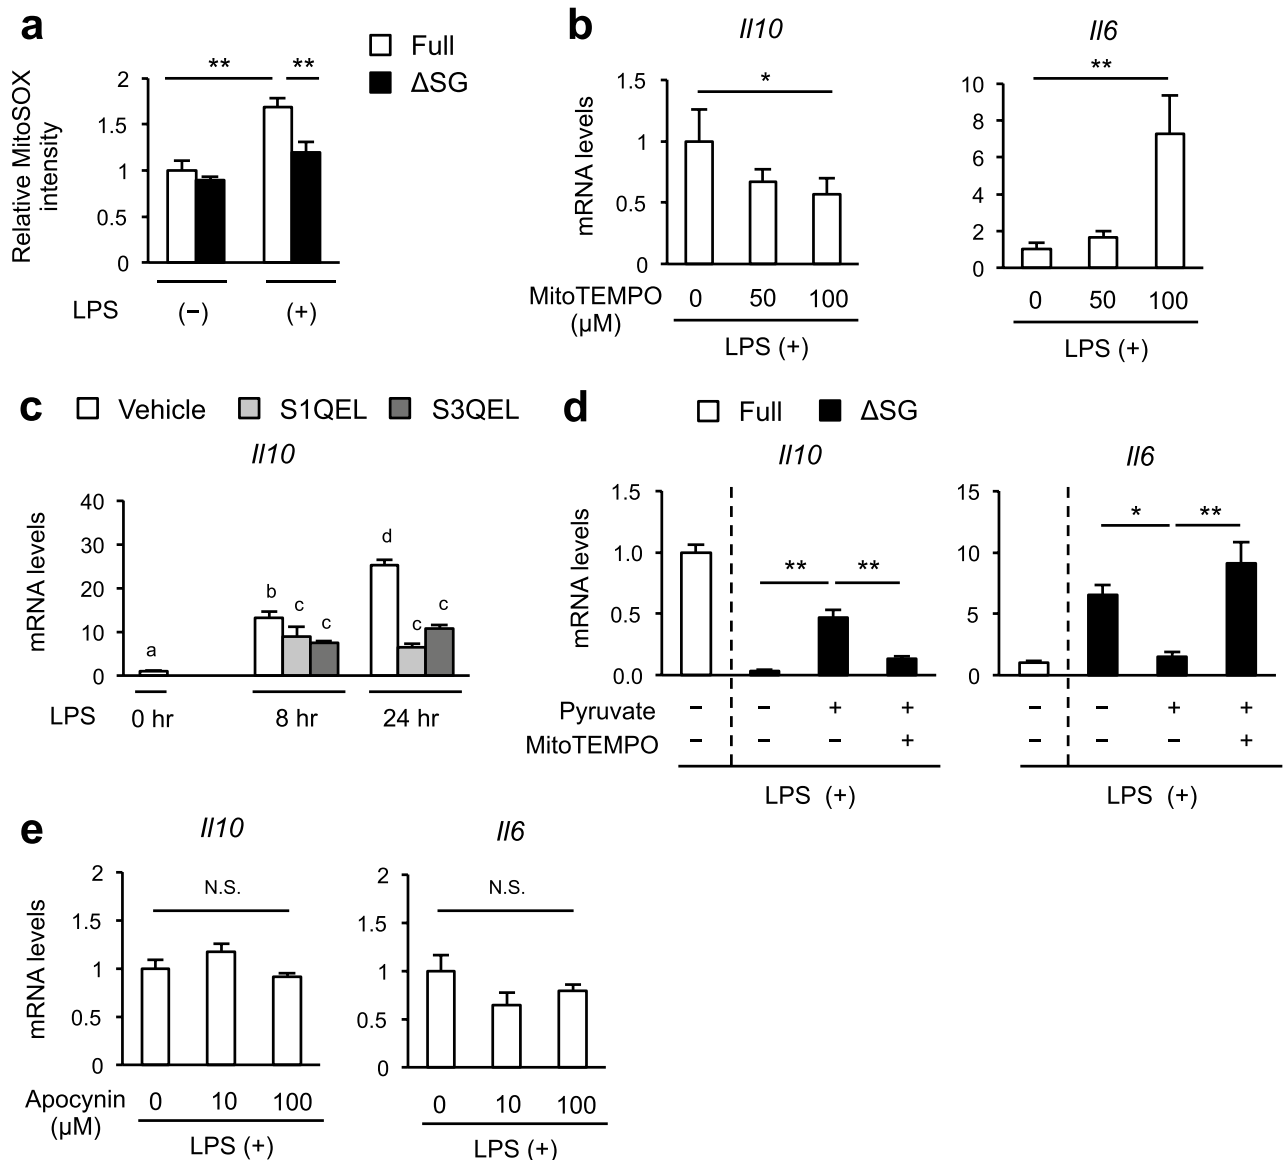 a
Full
ΔSG
Relative MitoSOX
intensity
2
1.5
1
0.5
0
**
**
LPS
(−)
(+)
b
Il10
mRNA levels
1.5
1
0.5
0
*
MitoTEMPO
(µM)
0 50 100
LPS (+)
Il6
10
8
6
4
2
0
**
0 50 100
LPS (+)
c
Vehicle
S1QEL
S3QEL
Il10
mRNA levels
40
30
20
10
0
a
b
c
c
d
c
c
LPS
0 hr
8 hr
24 hr
d
Full
ΔSG
Il10
mRNA levels
1.5
1.0
0.5
0.0
**
**
Pyruvate − − + +
MitoTEMPO − − − +
LPS (+)
Il6
15
10
5
0
*
**
− − + +
− − − +
LPS (+)
e
Il10
mRNA levels
2
1.5
1
0.5
0
N.S.
Apocynin
(µM)
0 10 100
LPS (+)
Il6
2
1.5
1
0.5
0
N.S.
0 10 100
LPS (+)